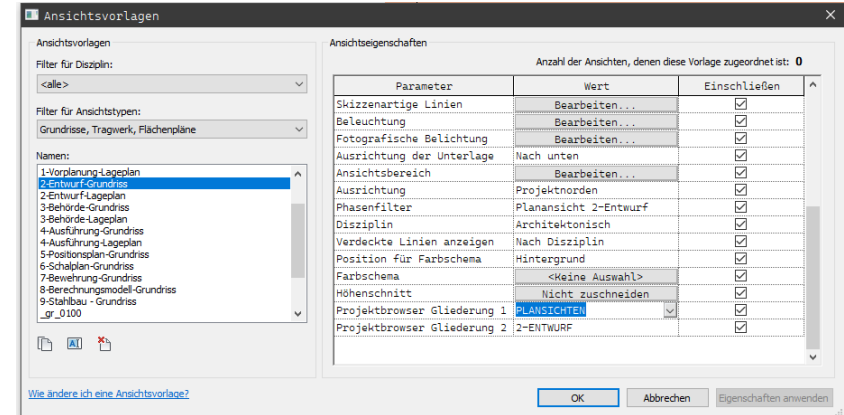 Ansichtsvorlagen
Ansichtsvorlagen
Filter für Disziplin:
<alle>
Filter für Ansichtstypen:
Grundrisse, Tragwerk, Flächenpläne
Namen:
1-Vorplanung-Lageplan
2-Entwurf-Grundriss
2-Entwurf-Lageplan
3-Behörde-Grundriss
3-Behörde-Lageplan
4-Ausführung-Grundriss
4-Ausführung-Lageplan
5-Positionsplan-Grundriss
6-Schalplan-Grundriss
7-Bewehrung-Grundriss
8-Berechnungsmodell-Grundriss
9-Stahlbau - Grundriss
_gr_0100
Wie ändere ich eine Ansichtsvorlage?
Ansichtseigenschaften
Anzahl der Ansichten, denen diese Vorlage zugeordnet ist: 0
Parameter Wert Einschließen
Skizzenartige Linien Bearbeiten...
Beleuchtung Bearbeiten...
Fotografische Belichtung Bearbeiten...
Ausrichtung der Unterlage Nach unten
Ansichtsbereich Bearbeiten...
Ausrichtung Projektnorden
Phasenfilter Planansicht 2-Entwurf
Disziplin Architektonisch
Verdeckte Linien anzeigen Nach Disziplin
Position für Farbschema Hintergrund
Farbschema <Keine Auswahl>
Höhenschnitt Nicht zuschneiden
Projektbrowser Gliederung 1 PLANSICHTEN
Projektbrowser Gliederung 2 2-ENTWURF
OK Abbrechen Eigenschaften anwenden